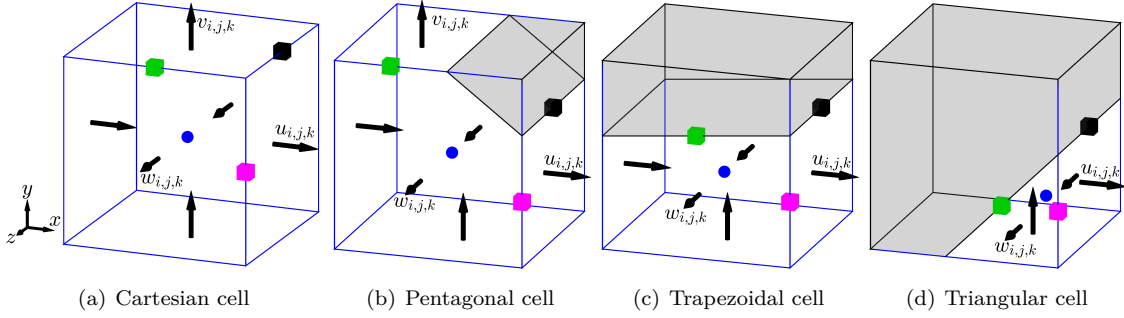 v_{i,j,k}
v_{i,j,k}
u_{i,j,k}
w_{i,j,k}
u_{i,j,k}
w_{i,j,k}
u_{i,j,k}
w_{i,j,k}
u_{i,j,k}
w_{i,j,k}
y
x
z
(a) Cartesian cell
(b) Pentagonal cell
(c) Trapezoidal cell
(d) Triangular cell